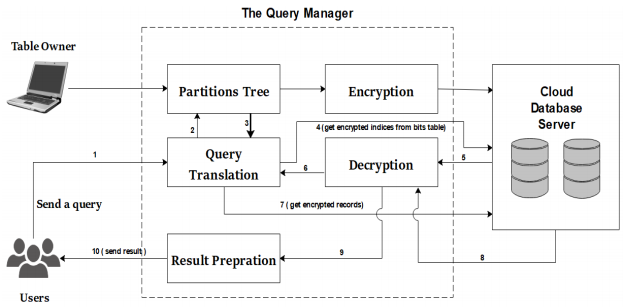 The Query Manager
Table Owner
Partitions Tree
Encryption
Cloud
Database
Server
2
3
4 ( get encrypted indices from bits table)
1
Query
Translation
Decryption
5
6
Send a query
7 ( get encrypted records)
10 ( send result )
Result Prepration
9
8
Users